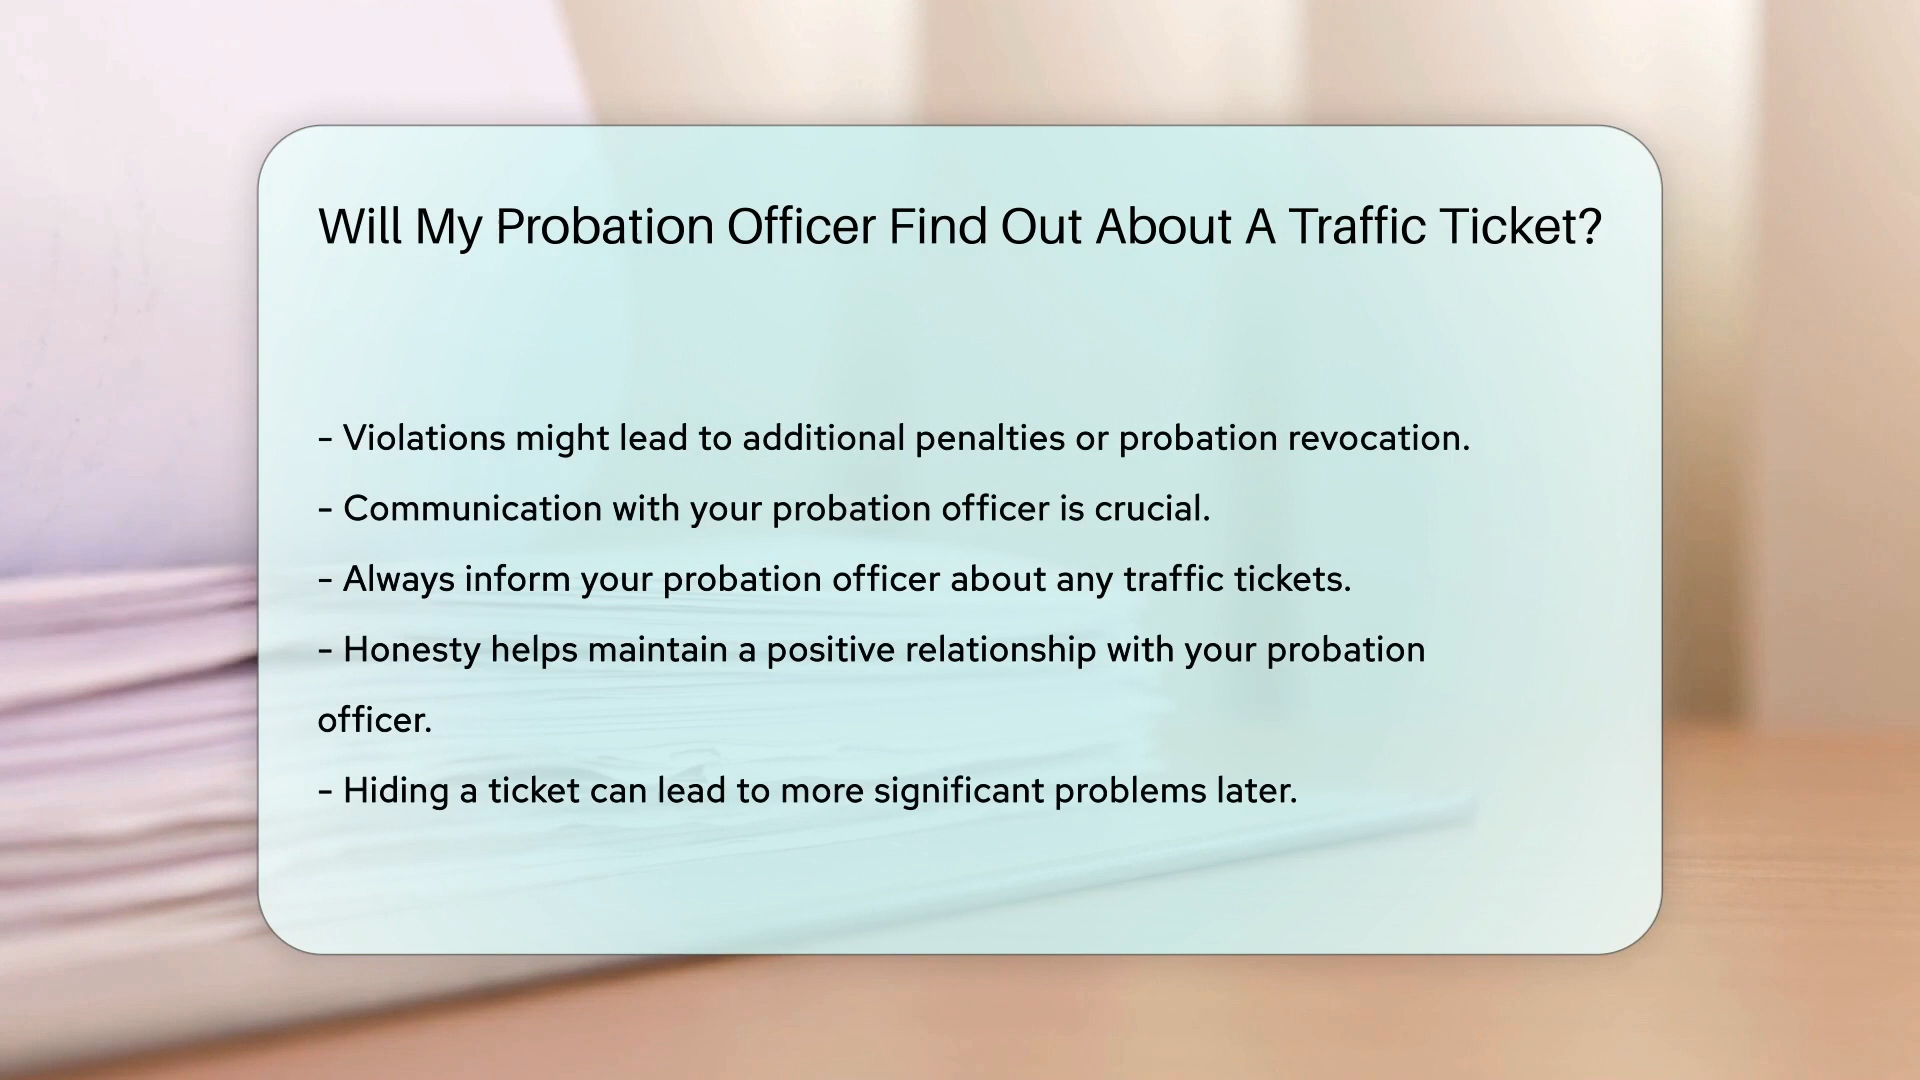 Will My Probation Officer Find Out About A Traffic Ticket?
– Violations might lead to additional penalties or probation revocation.
– Communication with your probation officer is crucial.
– Always inform your probation officer about any traffic tickets.
– Honesty helps maintain a positive relationship with your probation
officer.
– Hiding a ticket can lead to more significant problems later.